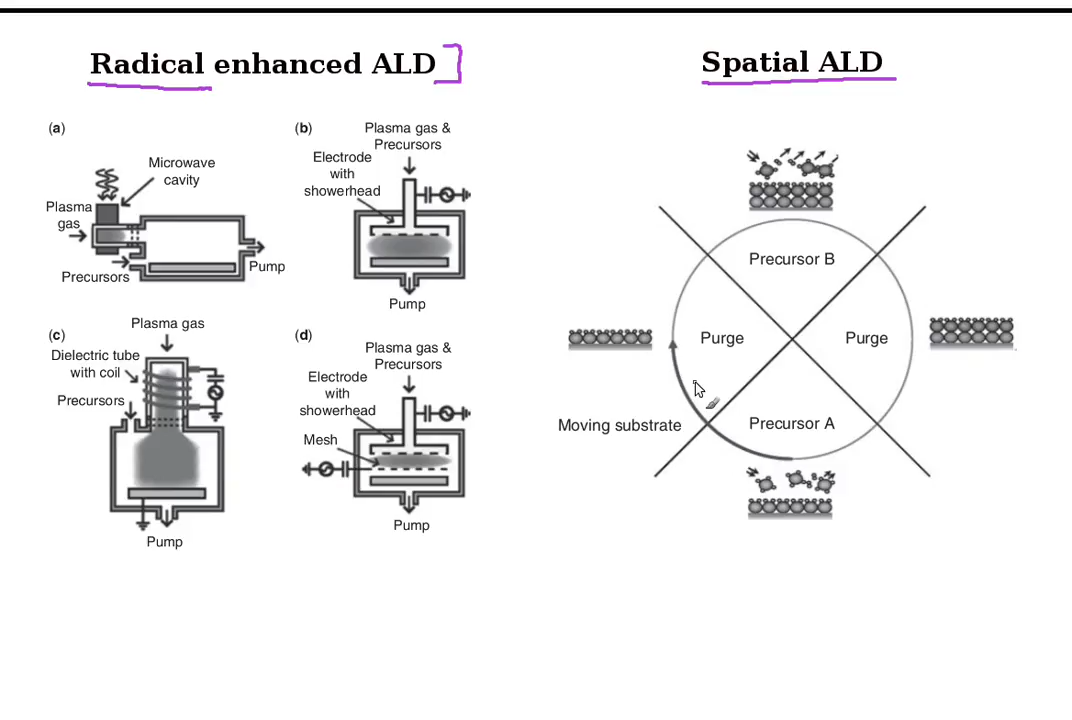 Radical enhanced ALD
Spatial ALD
(a)
Microwave
cavity
Plasma
gas
Precursors
Pump
(b)
Plasma gas &
Precursors
Electrode
with
showerhead
Pump
(c)
Plasma gas
Dielectric tube
with coil
Precursors
Pump
(d)
Plasma gas &
Precursors
Electrode
with
showerhead
Mesh
Pump
Precursor B
Purge
Purge
Moving substrate
Precursor A